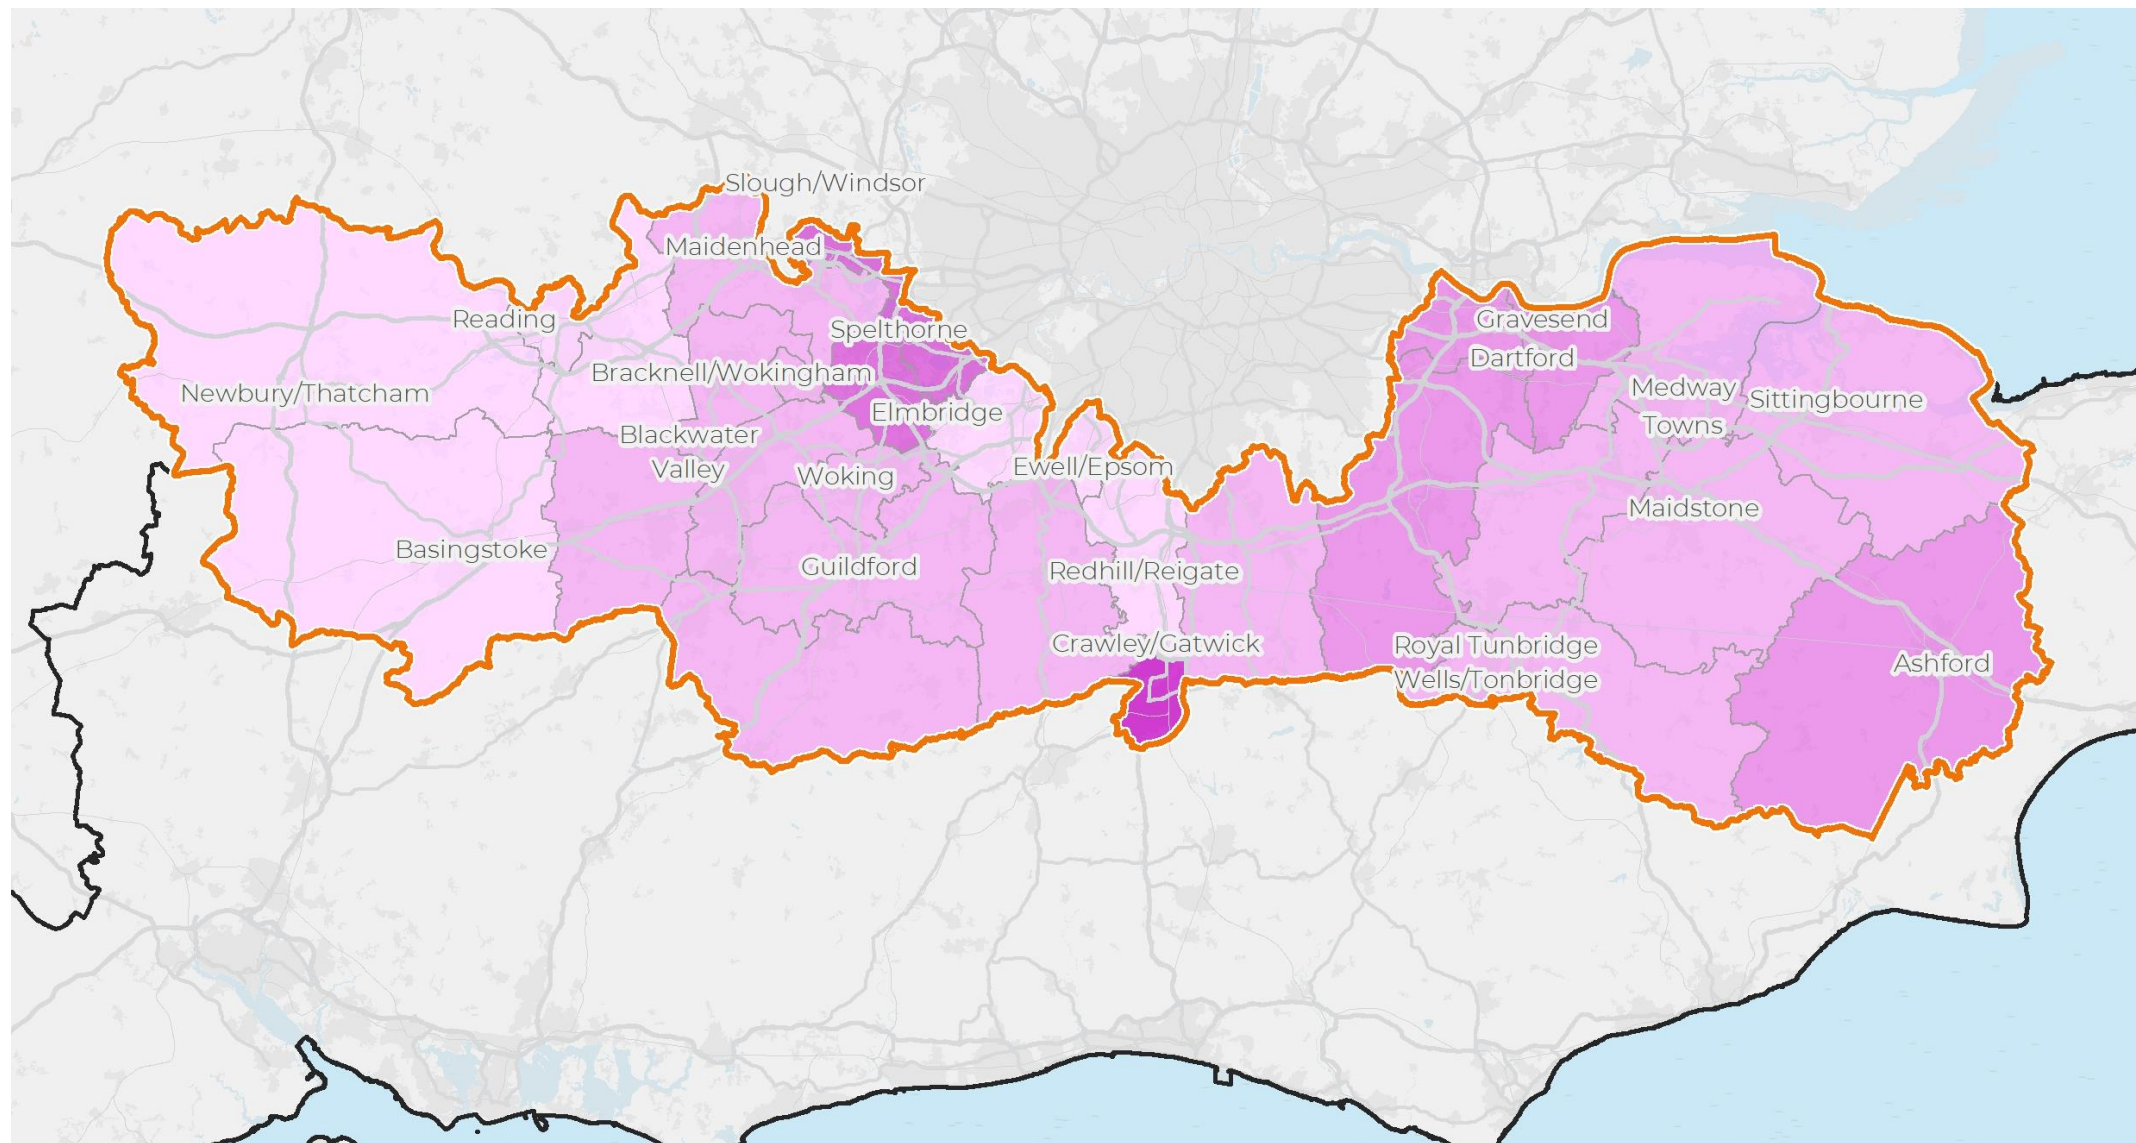 Slough/Windsor
Maidenhead
Reading
Spelthorne
Gravesend
Dartford
Bracknell/Wokingham
Newbury/Thatcham
Medway
Towns
Sittingbourne
Elmbridge
Blackwater
Valley
Woking
Ewell/Epsom
Maidstone
Basingstoke
Guildford
Redhill/Reigate
Crawley/Gatwick
Royal Tunbridge
Wells/Tonbridge
Ashford